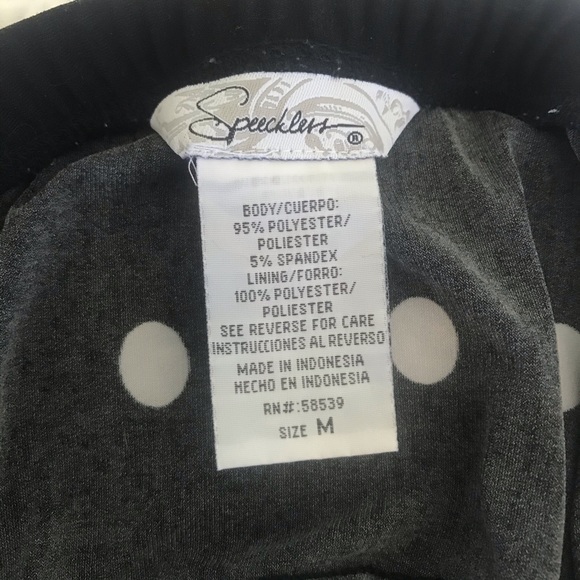 Speechless ®
BODY/CUERPO:
95% POLYESTER/
POLIESTER
5% SPANDEX
LINING/FORRO:
100% POLYESTER/
POLIESTER
SEE REVERSE FOR CARE
INSTRUCCIONES AL REVERSO
MADE IN INDONESIA
HECHO EN INDONESIA
RN#:58539
SIZE M